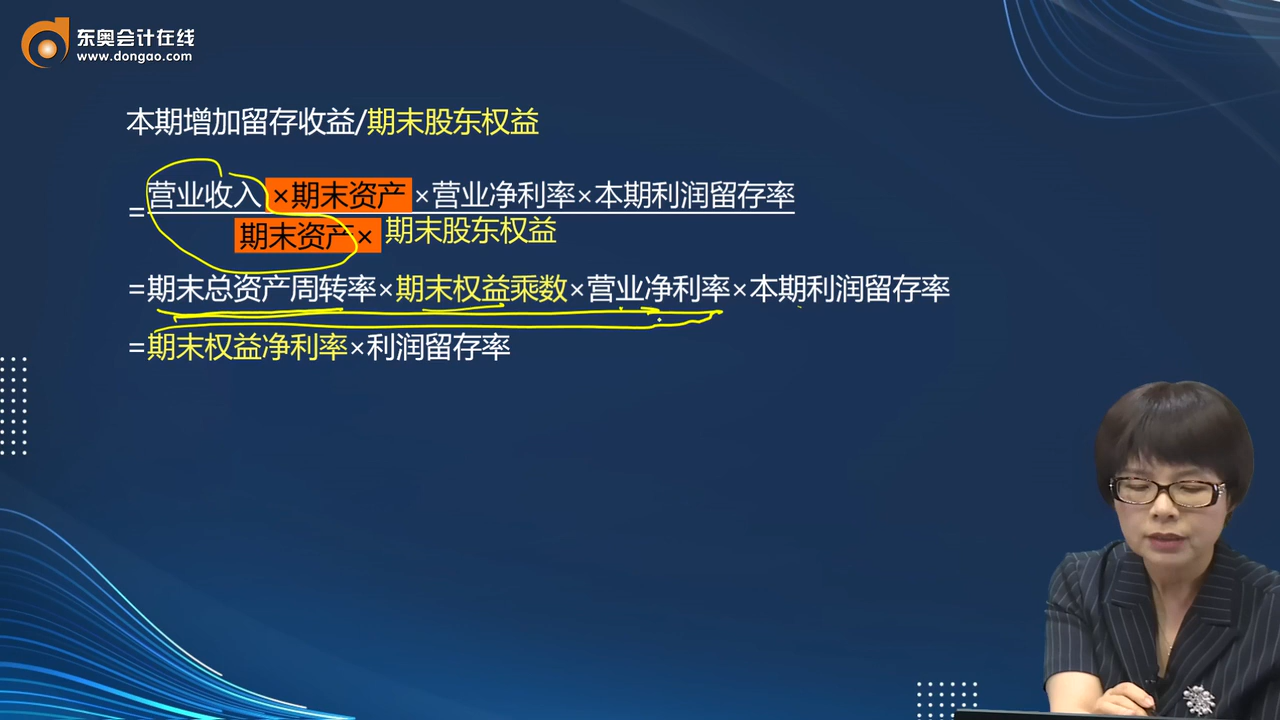 东奥会计在线
www.dongao.com
本期增加留存收益/期末股东权益
=营业收入×期末资产×营业净利率×本期利润留存率
期末资产×期末股东权益
=期末总资产周转率×期末权益乘数×营业净利率×本期利润留存率
=期末权益净利率×利润留存率